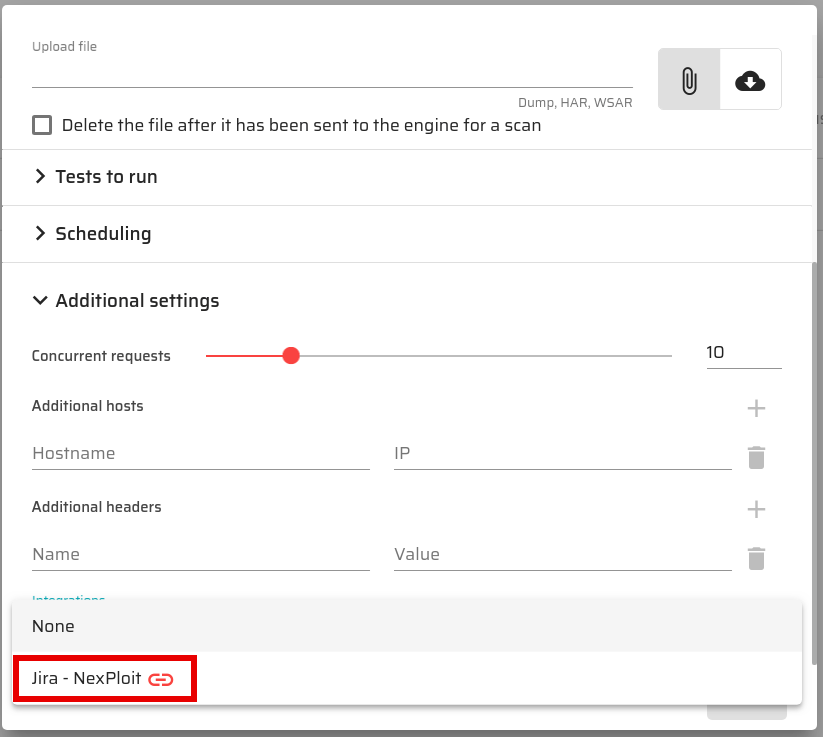 Upload file
Dump, HAR, WSAR
Delete the file after it has been sent to the engine for a scan
Tests to run
Scheduling
Additional settings
Concurrent requests 10
Additional hosts
Hostname IP
Additional headers
Name Value
Integrations
None
Jira - NexPloit